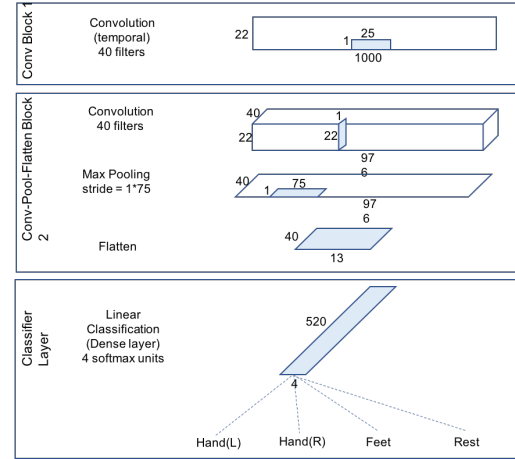 Conv Block 1
Convolution
(temporal)
40 filters
22
25
1
1000
Conv-Pool-Flatten Block
2
Convolution
40 filters
40
1
22
22
97
6
Max Pooling
stride = 1*75
40
75
1
97
6
Flatten
40
13
Classifier
Layer
Linear
Classification
(Dense layer)
4 softmax units
520
4
Hand(L)
Hand(R)
Feet
Rest